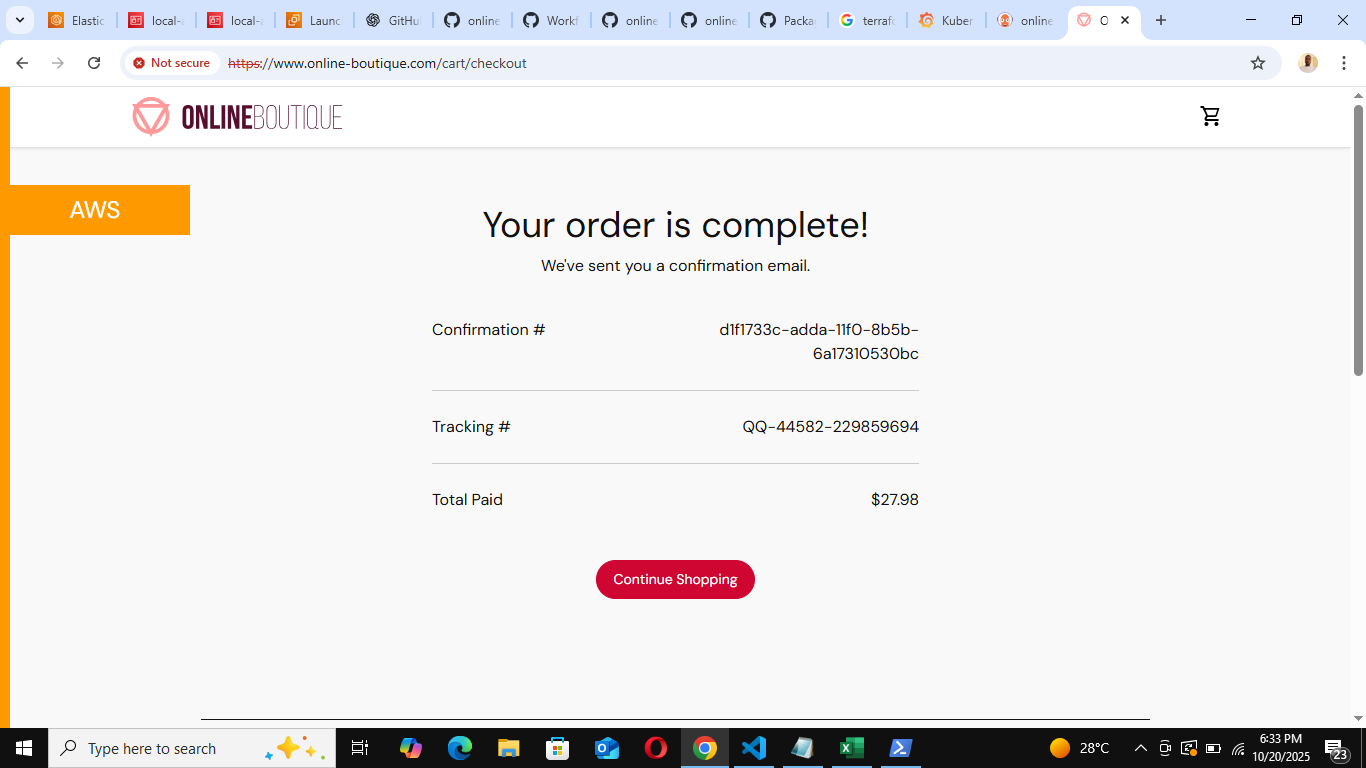 Elastic
local-a
local-a
Launc
GitHu
online
Workf
online
online
Packa
terrafo
Kuber
online
O
Not secure
https://www.online-boutique.com/cart/checkout
ONLINEBOUTIQUE
AWS
Your order is complete!
We've sent you a confirmation email.
Confirmation # d1f1733c-adda-11f0-8b5b-
6a17310530bc
Tracking # QQ-44582-229859694
Total Paid $27.98
Continue Shopping
Type here to search
28°C
6:33 PM
10/20/2025
23